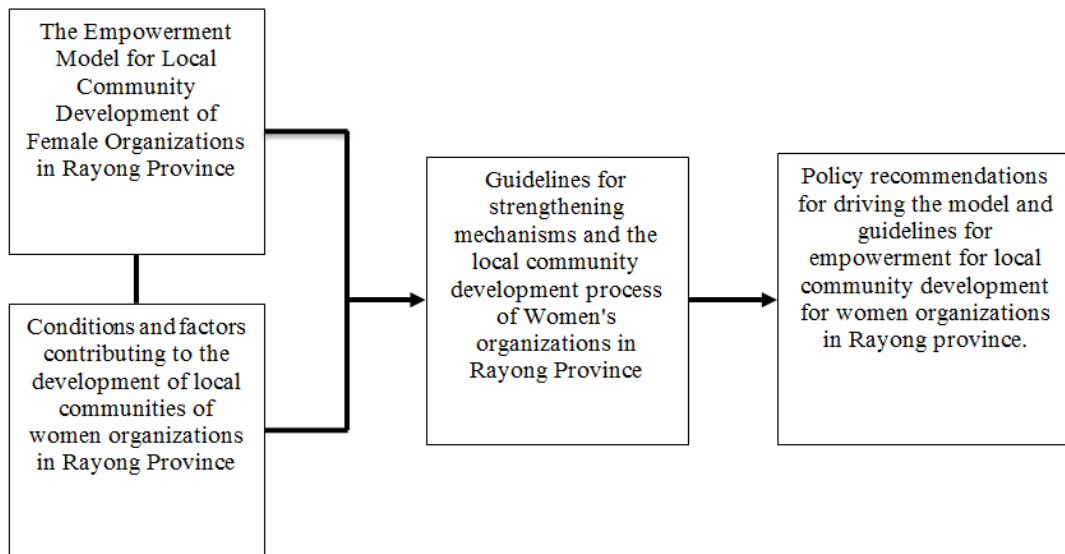 The Empowerment
Model for Local
Community
Development of
Female Organizations
in Rayong Province
Conditions and factors
contributing to the
development of local
communities of
women organizations
in Rayong Province
Guidelines for
strengthening
mechanisms and the
local community
development process
of Women's
organizations in
Rayong Province
Policy recommendations
for driving the model and
guidelines for
empowerment for local
community development
for women organizations
in Rayong province.